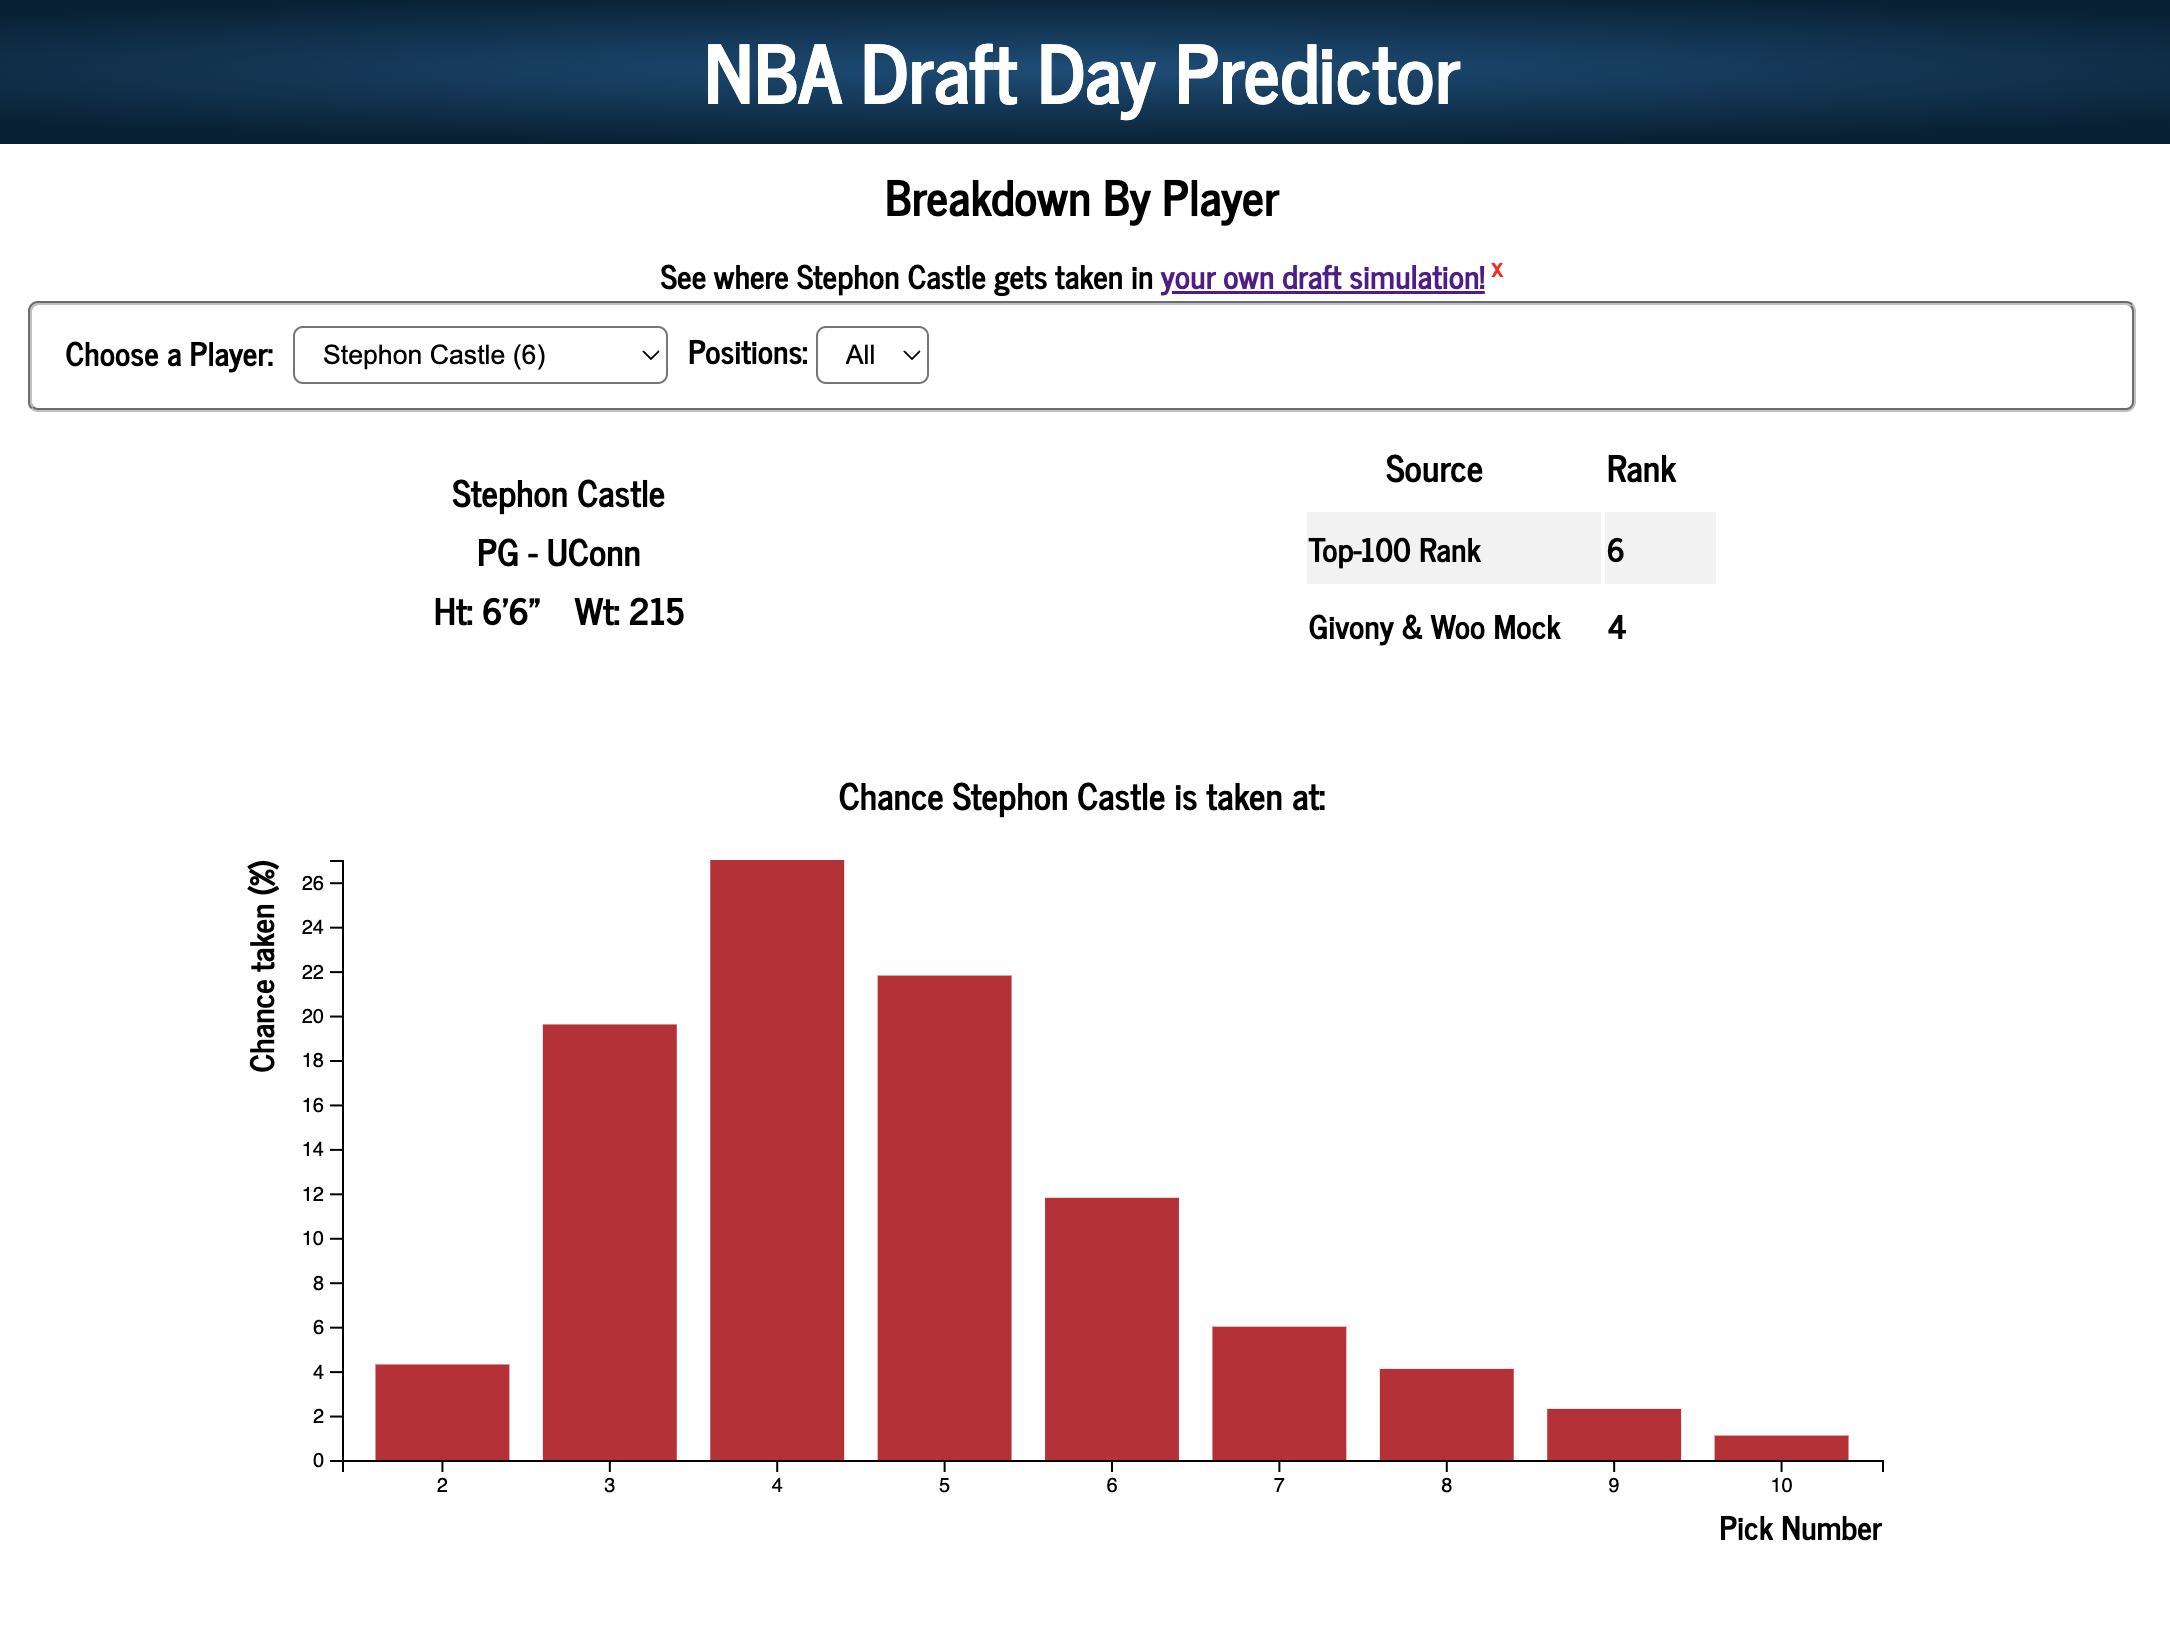 NBA Draft Day Predictor
Breakdown By Player
See where Stephon Castle gets taken in your own draft simulation! x
Choose a Player: Stephon Castle (6) Positions: All
Stephon Castle
PG - UConn
Ht: 6’6” Wt: 215
Source Rank
Top-100 Rank 6
Givony & Woo Mock 4
Chance Stephon Castle is taken at:
Chance taken (%)
26
24
22
20
18
16
14
12
10
8
6
4
2
0
2 3 4 5 6 7 8 9 10
Pick Number